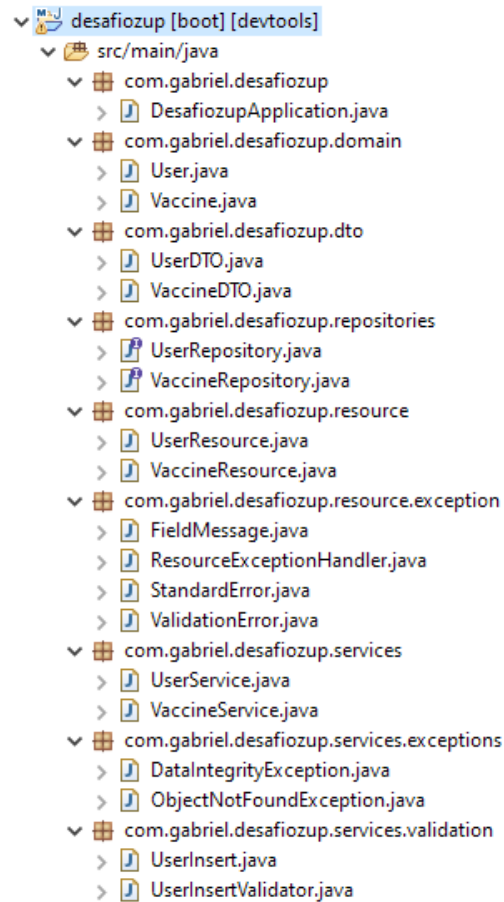 desafiozup [boot] [devtools]
src/main/java
com.gabriel.desafiozup
DesafiozupApplication.java
com.gabriel.desafiozup.domain
User.java
Vaccine.java
com.gabriel.desafiozup.dto
UserDTO.java
VaccineDTO.java
com.gabriel.desafiozup.repositories
UserRepository.java
VaccineRepository.java
com.gabriel.desafiozup.resource
UserResource.java
VaccineResource.java
com.gabriel.desafiozup.resource.exception
FieldMessage.java
ResourceExceptionHandler.java
StandardError.java
ValidationError.java
com.gabriel.desafiozup.services
UserService.java
VaccineService.java
com.gabriel.desafiozup.services.exceptions
DataIntegrityException.java
ObjectNotFoundException.java
com.gabriel.desafiozup.services.validation
UserInsert.java
UserInsertValidator.java